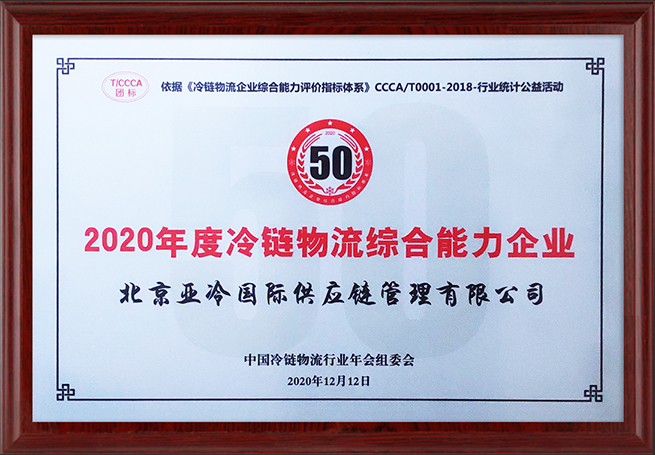 T/CCCA
团标
依据《冷链物流企业综合能力评价指标体系》CCCA/T0001-2018-行业统计公益活动
2020
50
2020年度冷链物流综合能力企业
北京亚冷国际供应链管理有限公司
中国冷链物流行业年会组委会
2020年12月12日